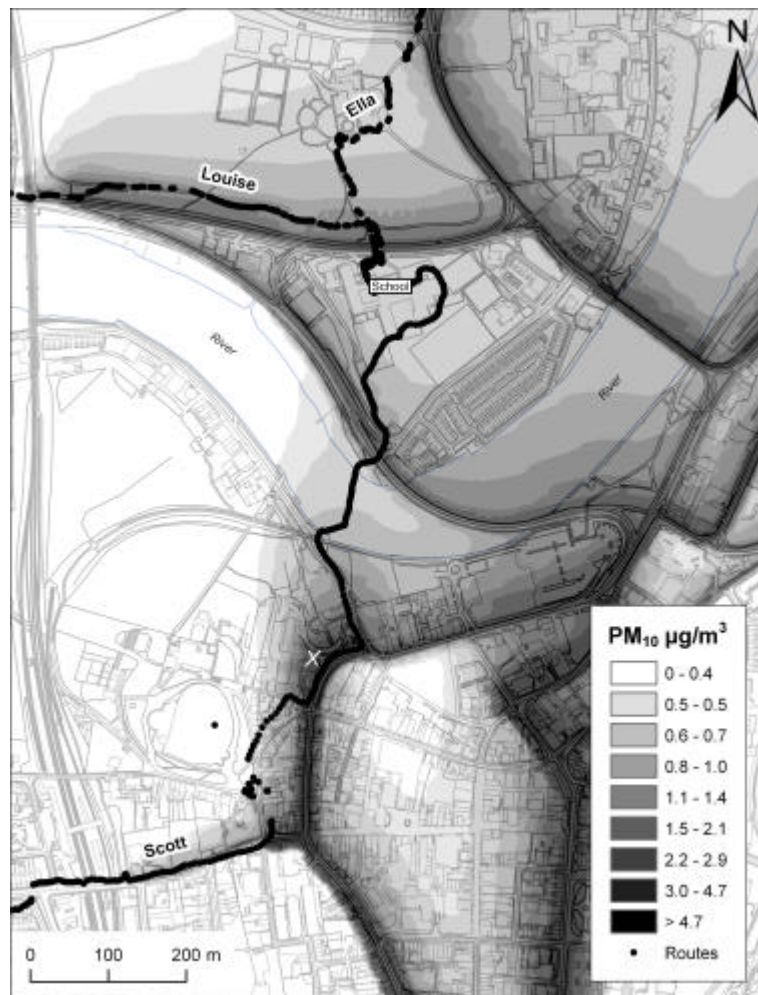 N
Ella
Louise
School
River
River
X
Scott
PM₁₀ µg/m³
0 - 0.4
0.5 - 0.5
0.6 - 0.7
0.8 - 1.0
1.1 - 1.4
1.5 - 2.1
2.2 - 2.9
3.0 - 4.7
> 4.7
Routes
0 100 200 m